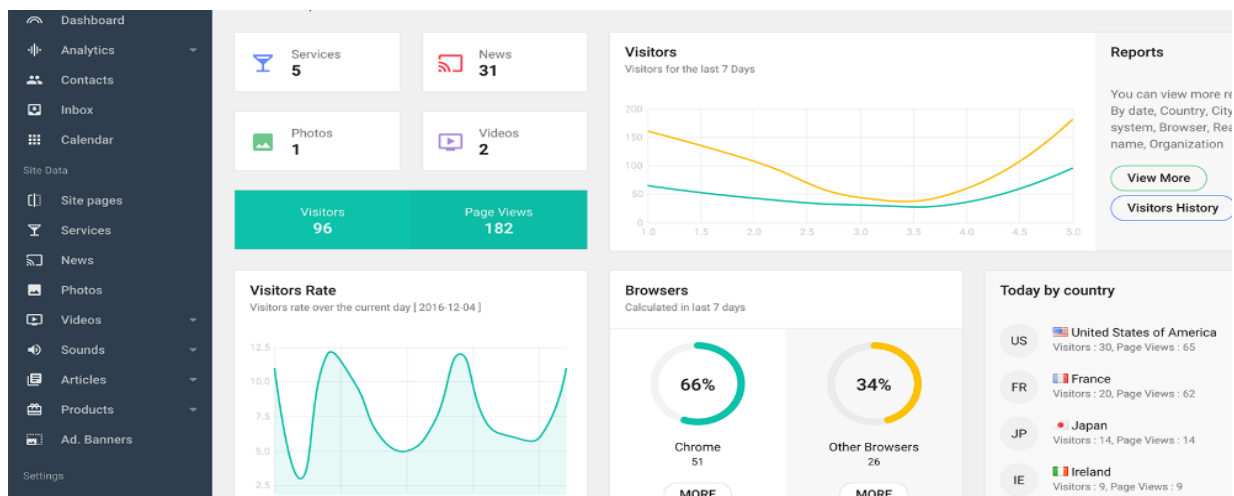 Dashboard
Analytics
Contacts
Inbox
Calendar
Site Data
Site pages
Services
News
Photos
Videos
Sounds
Articles
Products
Ad. Banners
Settings
Services
5
News
31
Photos
1
Videos
2
Visitors
96
Page Views
182
Visitors
Visitors for the last 7 Days
200
150
100
50
0
1.0 1.5 2.0 2.5 3.0 3.5 4.0 4.5 5.0
Reports
You can view more re
By date, Country, City
system, Browser, Rea
name, Organization
View More
Visitors History
Visitors Rate
Visitors rate over the current day [ 2016-12-04 ]
12.5
10.0
7.5
5.0
2.5
Browsers
Calculated in last 7 days
66%
Chrome
51
MORE
34%
Other Browsers
26
MORE
Today by country
US
United States of America
Visitors : 30, Page Views : 65
FR
France
Visitors : 20, Page Views : 62
JP
Japan
Visitors : 14, Page Views : 14
IE
Ireland
Visitors : 9, Page Views : 9